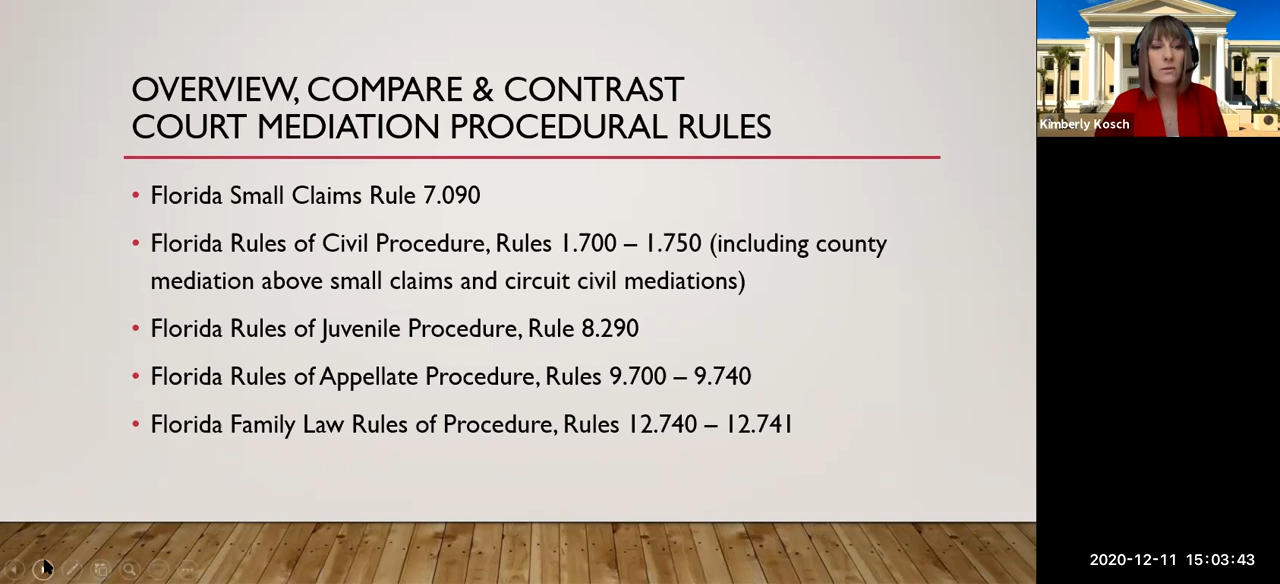 OVERVIEW, COMPARE & CONTRAST
COURT MEDIATION PROCEDURAL RULES
• Florida Small Claims Rule 7.090
• Florida Rules of Civil Procedure, Rules 1.700 – 1.750 (including county
mediation above small claims and circuit civil mediations)
• Florida Rules of Juvenile Procedure, Rule 8.290
• Florida Rules of Appellate Procedure, Rules 9.700 – 9.740
• Florida Family Law Rules of Procedure, Rules 12.740 – 12.741
Kimberly Kosch
2020-12-11 15:03:43